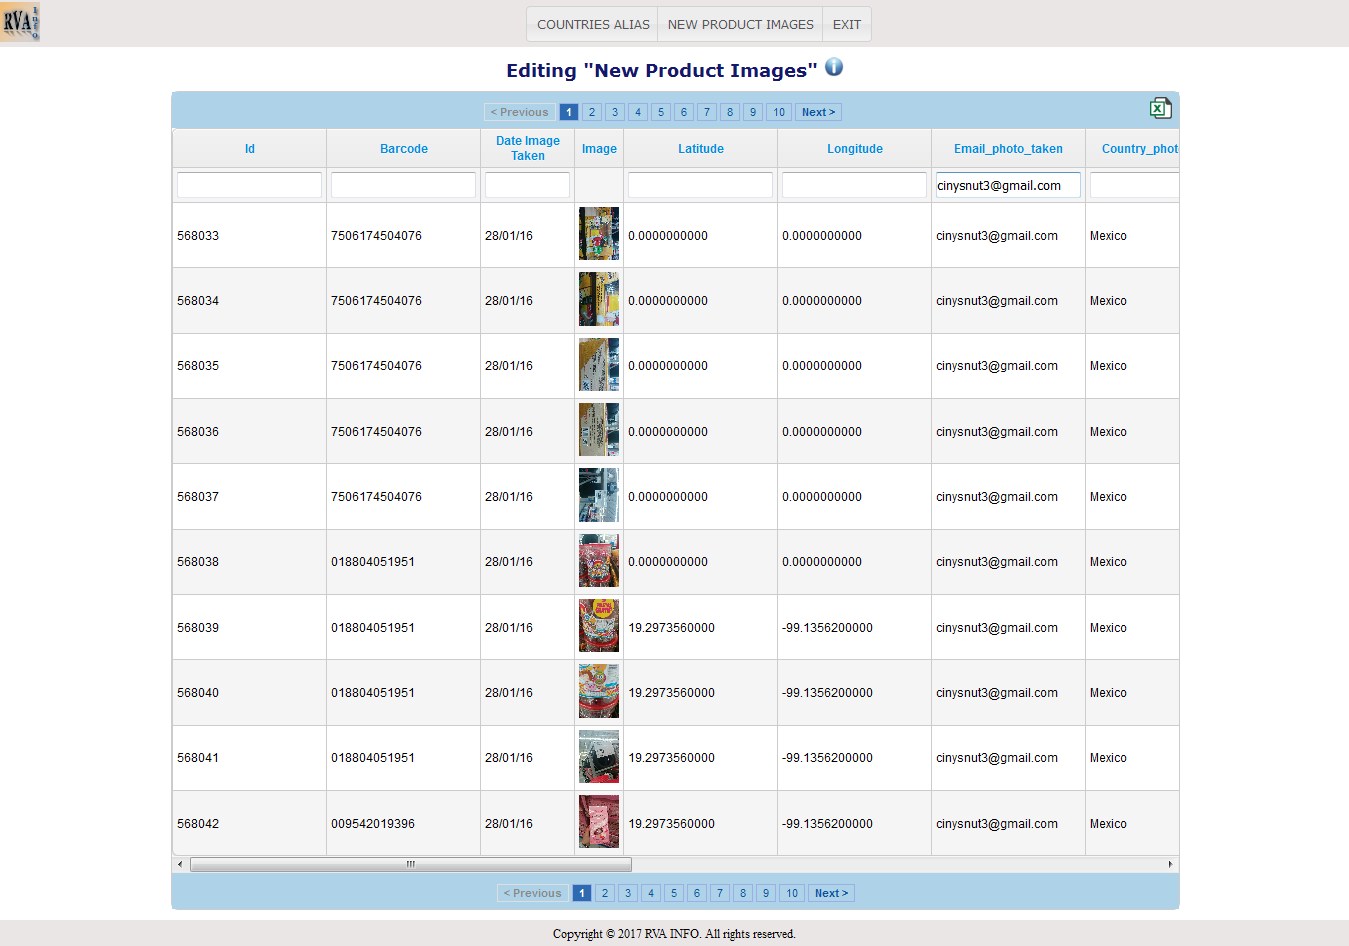 RVA Info
COUNTRIES ALIAS NEW PRODUCT IMAGES EXIT
Editing "New Product Images" i
< Previous 1 2 3 4 5 6 7 8 9 10 Next >
Id Barcode Date Image Taken Image Latitude Longitude Email_photo_taken Country_phot
cinysnut3@gmail.com
568033 7506174504076 28/01/16 0.0000000000 0.0000000000 cinysnut3@gmail.com Mexico
568034 7506174504076 28/01/16 0.0000000000 0.0000000000 cinysnut3@gmail.com Mexico
568035 7506174504076 28/01/16 0.0000000000 0.0000000000 cinysnut3@gmail.com Mexico
568036 7506174504076 28/01/16 0.0000000000 0.0000000000 cinysnut3@gmail.com Mexico
568037 7506174504076 28/01/16 0.0000000000 0.0000000000 cinysnut3@gmail.com Mexico
568038 018804051951 28/01/16 0.0000000000 0.0000000000 cinysnut3@gmail.com Mexico
568039 018804051951 28/01/16 19.2973560000 -99.1356200000 cinysnut3@gmail.com Mexico
568040 018804051951 28/01/16 19.2973560000 -99.1356200000 cinysnut3@gmail.com Mexico
568041 018804051951 28/01/16 19.2973560000 -99.1356200000 cinysnut3@gmail.com Mexico
568042 009542019396 28/01/16 19.2973560000 -99.1356200000 cinysnut3@gmail.com Mexico
< Previous 1 2 3 4 5 6 7 8 9 10 Next >
Copyright © 2017 RVA INFO. All rights reserved.